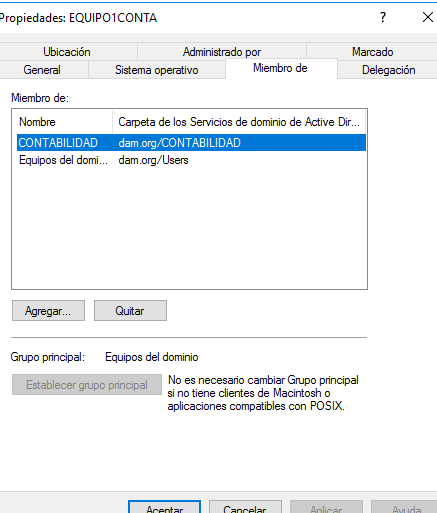 Propiedades: EQUIPO1CONTA ? ×
Ubicación Administrado por Marcado
General Sistema operativo Miembro de Delegación
Miembro de:
Nombre Carpeta de los Servicios de dominio de Active Dir...
CONTABILIDAD dam.org/CONTABILIDAD
Equipos del domi... dam.org/Users
Agregar... Quitar
Grupo principal: Equipos del dominio
Establecer grupo principal
No es necesario cambiar Grupo principal
si no tiene clientes de Macintosh o
aplicaciones compatibles con POSIX.
Aceptar Cancelar Aplicar Ayuda